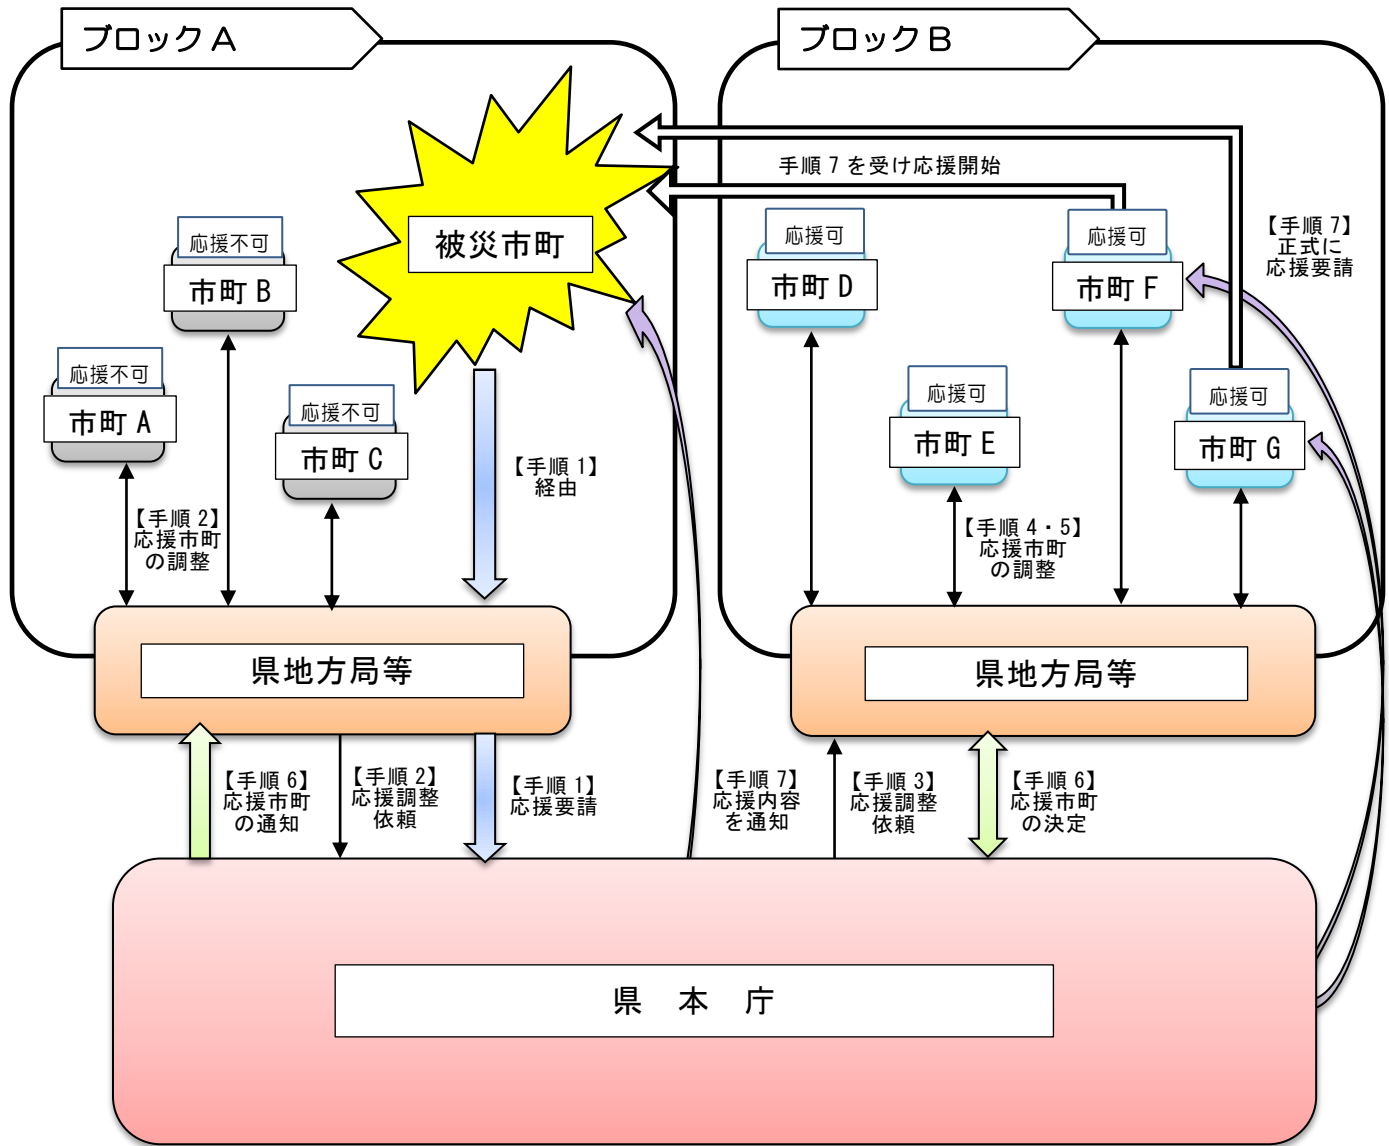 ブロックA
ブロックB
手順7を受け応援開始
応援不可
市町B
被災市町
応援可
市町D
応援可
市町F
【手順7】
正式に
応援要請
応援不可
市町A
応援不可
市町C
応援可
市町E
応援可
市町G
【手順1】
経由
【手順2】
応援市町
の調整
【手順4・5】
応援市町
の調整
県地方局等
県地方局等
【手順6】
応援市町
の通知
【手順2】
応援調整
依頼
【手順1】
応援要請
【手順7】
応援内容
を通知
【手順3】
応援調整
依頼
【手順6】
応援市町
の決定
県 本 庁